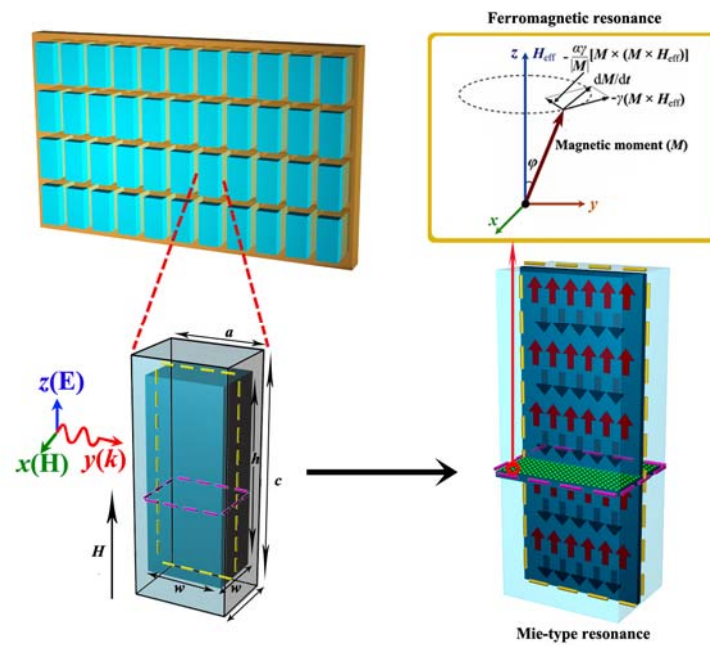 Ferromagnetic resonance
z
H_eff
- αγ/|M| [M × (M × H_eff)]
dM/dt
-γ(M × H_eff)
Magnetic moment (M)
φ
x
y
a
z(E)
x(H)
y(k)
h
c
H
w
w
Mie-type resonance